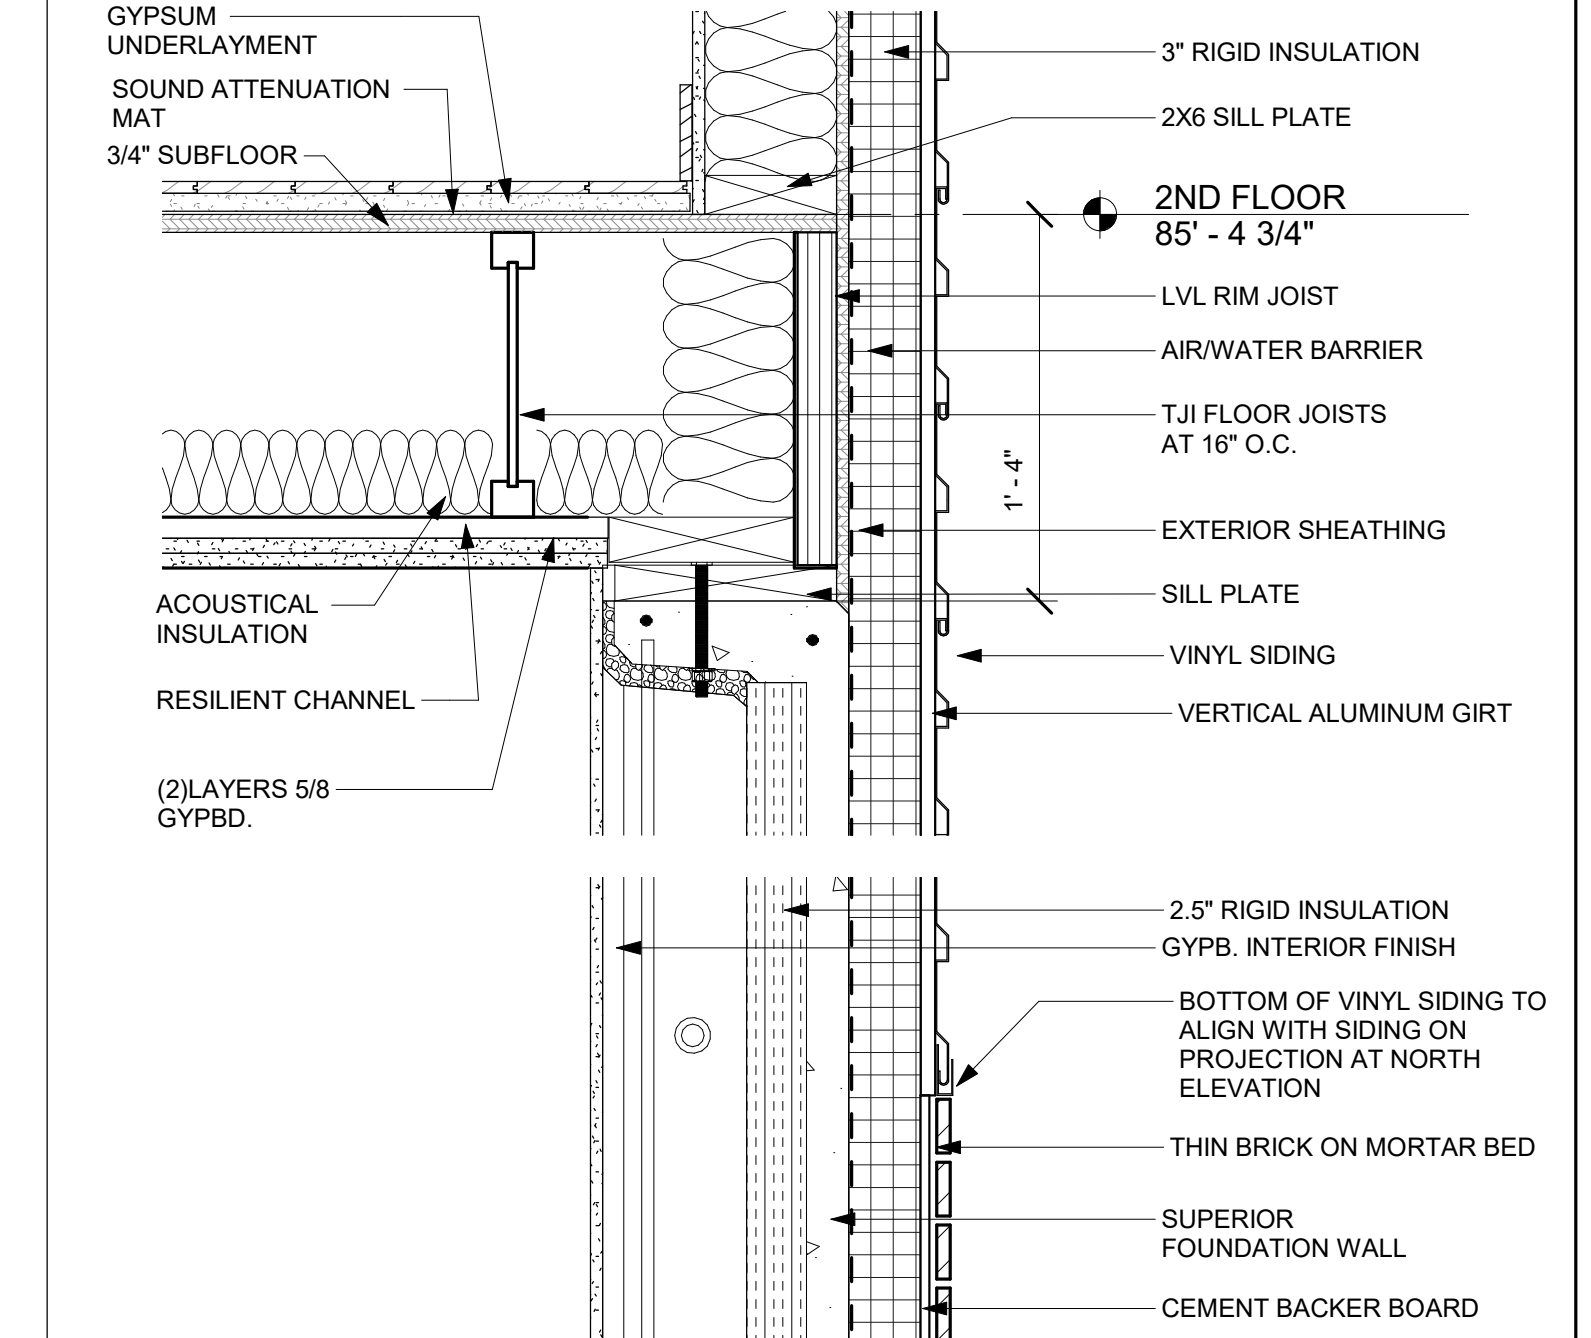 GYPSUM
UNDERLAYMENT
SOUND ATTENUATION
MAT
3/4" SUBFLOOR
ACOUSTICAL
INSULATION
RESILIENT CHANNEL
(2)LAYERS 5/8
GYPBD.
3" RIGID INSULATION
2X6 SILL PLATE
2ND FLOOR
85' - 4 3/4"
LVL RIM JOIST
AIR/WATER BARRIER
TJI FLOOR JOISTS
AT 16" O.C.
1' - 4"
EXTERIOR SHEATHING
SILL PLATE
VINYL SIDING
VERTICAL ALUMINUM GIRT
2.5" RIGID INSULATION
GYPB. INTERIOR FINISH
BOTTOM OF VINYL SIDING TO
ALIGN WITH SIDING ON
PROJECTION AT NORTH
ELEVATION
THIN BRICK ON MORTAR BED
SUPERIOR
FOUNDATION WALL
CEMENT BACKER BOARD